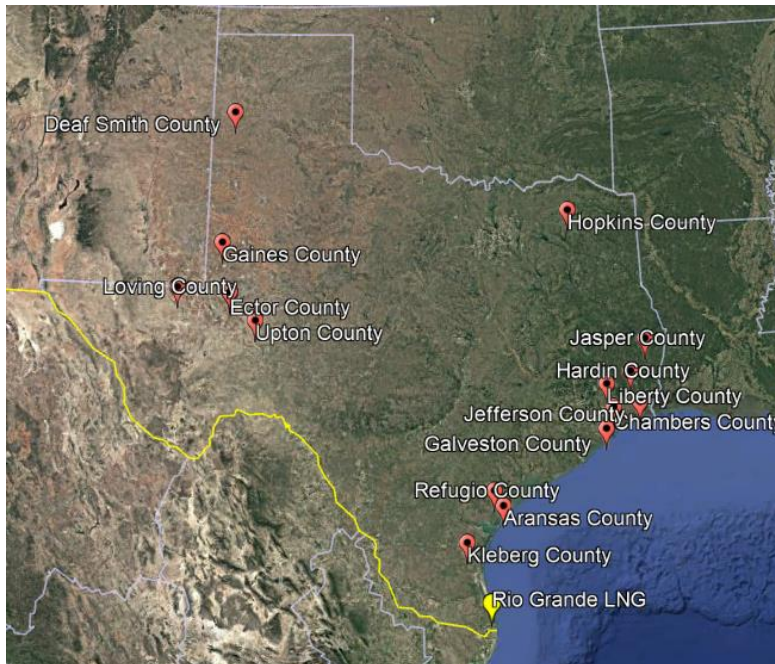 Deaf Smith County
Hopkins County
Gaines County
Loving County
Ector County
Upton County
Jasper County
Hardin County
Liberty County
Jefferson County
Chambers County
Galveston County
Refugio County
Aransas County
Kleberg County
Rio Grande LNG